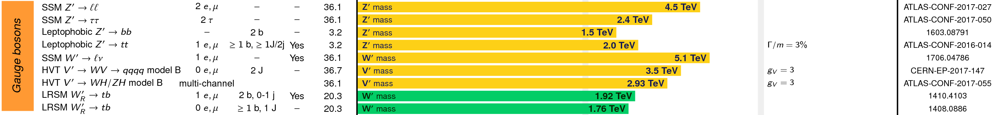 Gauge bosons
SSM Z′ → ℓℓ 2 e, μ – – 36.1 Z′ mass 4.5 TeV ATLAS-CONF-2017-027
SSM Z′ → ττ 2 τ – – 36.1 Z′ mass 2.4 TeV ATLAS-CONF-2017-050
Leptophobic Z′ → bb – 2 b – 3.2 Z′ mass 1.5 TeV 1603.08791
Leptophobic Z′ → tt 1 e, μ ≥ 1 b, ≥ 1J/2j Yes 3.2 Z′ mass 2.0 TeV Γ/m = 3% ATLAS-CONF-2016-014
SSM W′ → ℓν 1 e, μ – Yes 36.1 W′ mass 5.1 TeV 1706.04786
HVT V′ → WV → qqqq model B 0 e, μ 2 J – 36.7 V′ mass 3.5 TeV g_V = 3 CERN-EP-2017-147
HVT V′ → WH/ZH model B multi-channel 36.1 V′ mass 2.93 TeV g_V = 3 ATLAS-CONF-2017-055
LRSM W′_R → tb 1 e, μ 2 b, 0-1 j Yes 20.3 W′ mass 1.92 TeV 1410.4103
LRSM W′_R → tb 0 e, μ ≥ 1 b, 1 J – 20.3 W′ mass 1.76 TeV 1408.0886